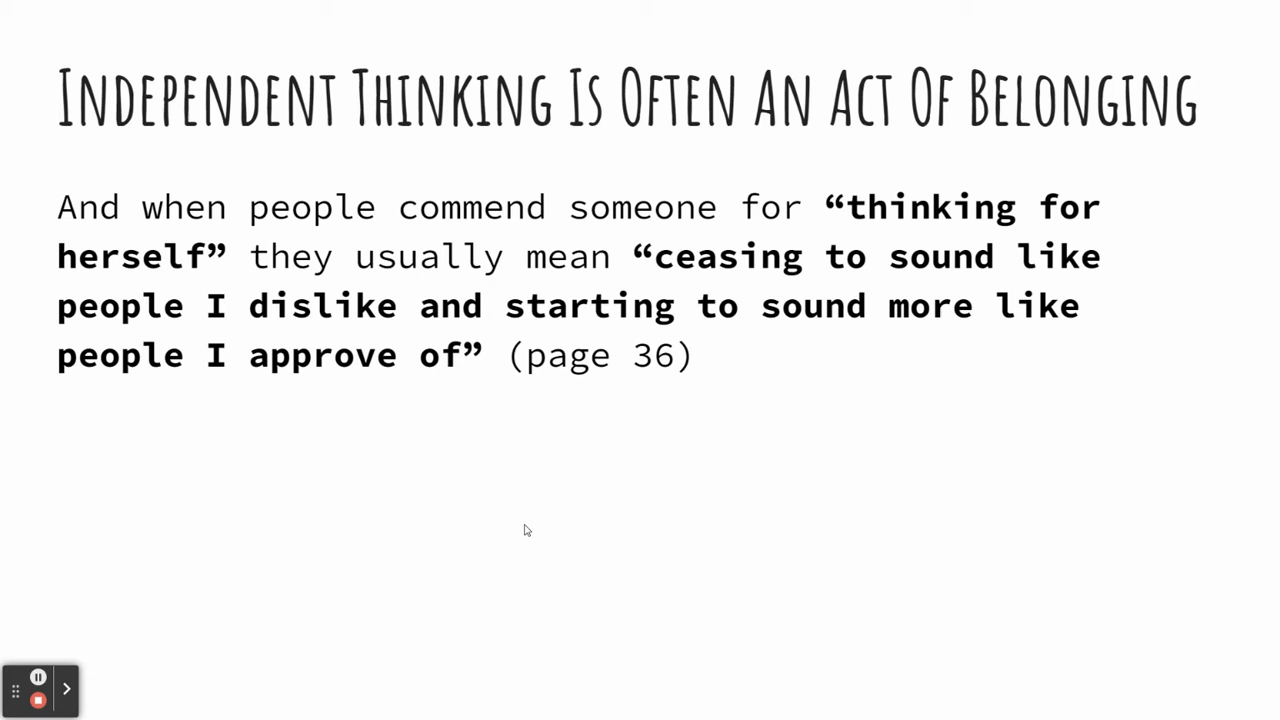 Independent Thinking Is Often An Act Of Belonging
And when people commend someone for “thinking for
herself” they usually mean “ceasing to sound like
people I dislike and starting to sound more like
people I approve of” (page 36)